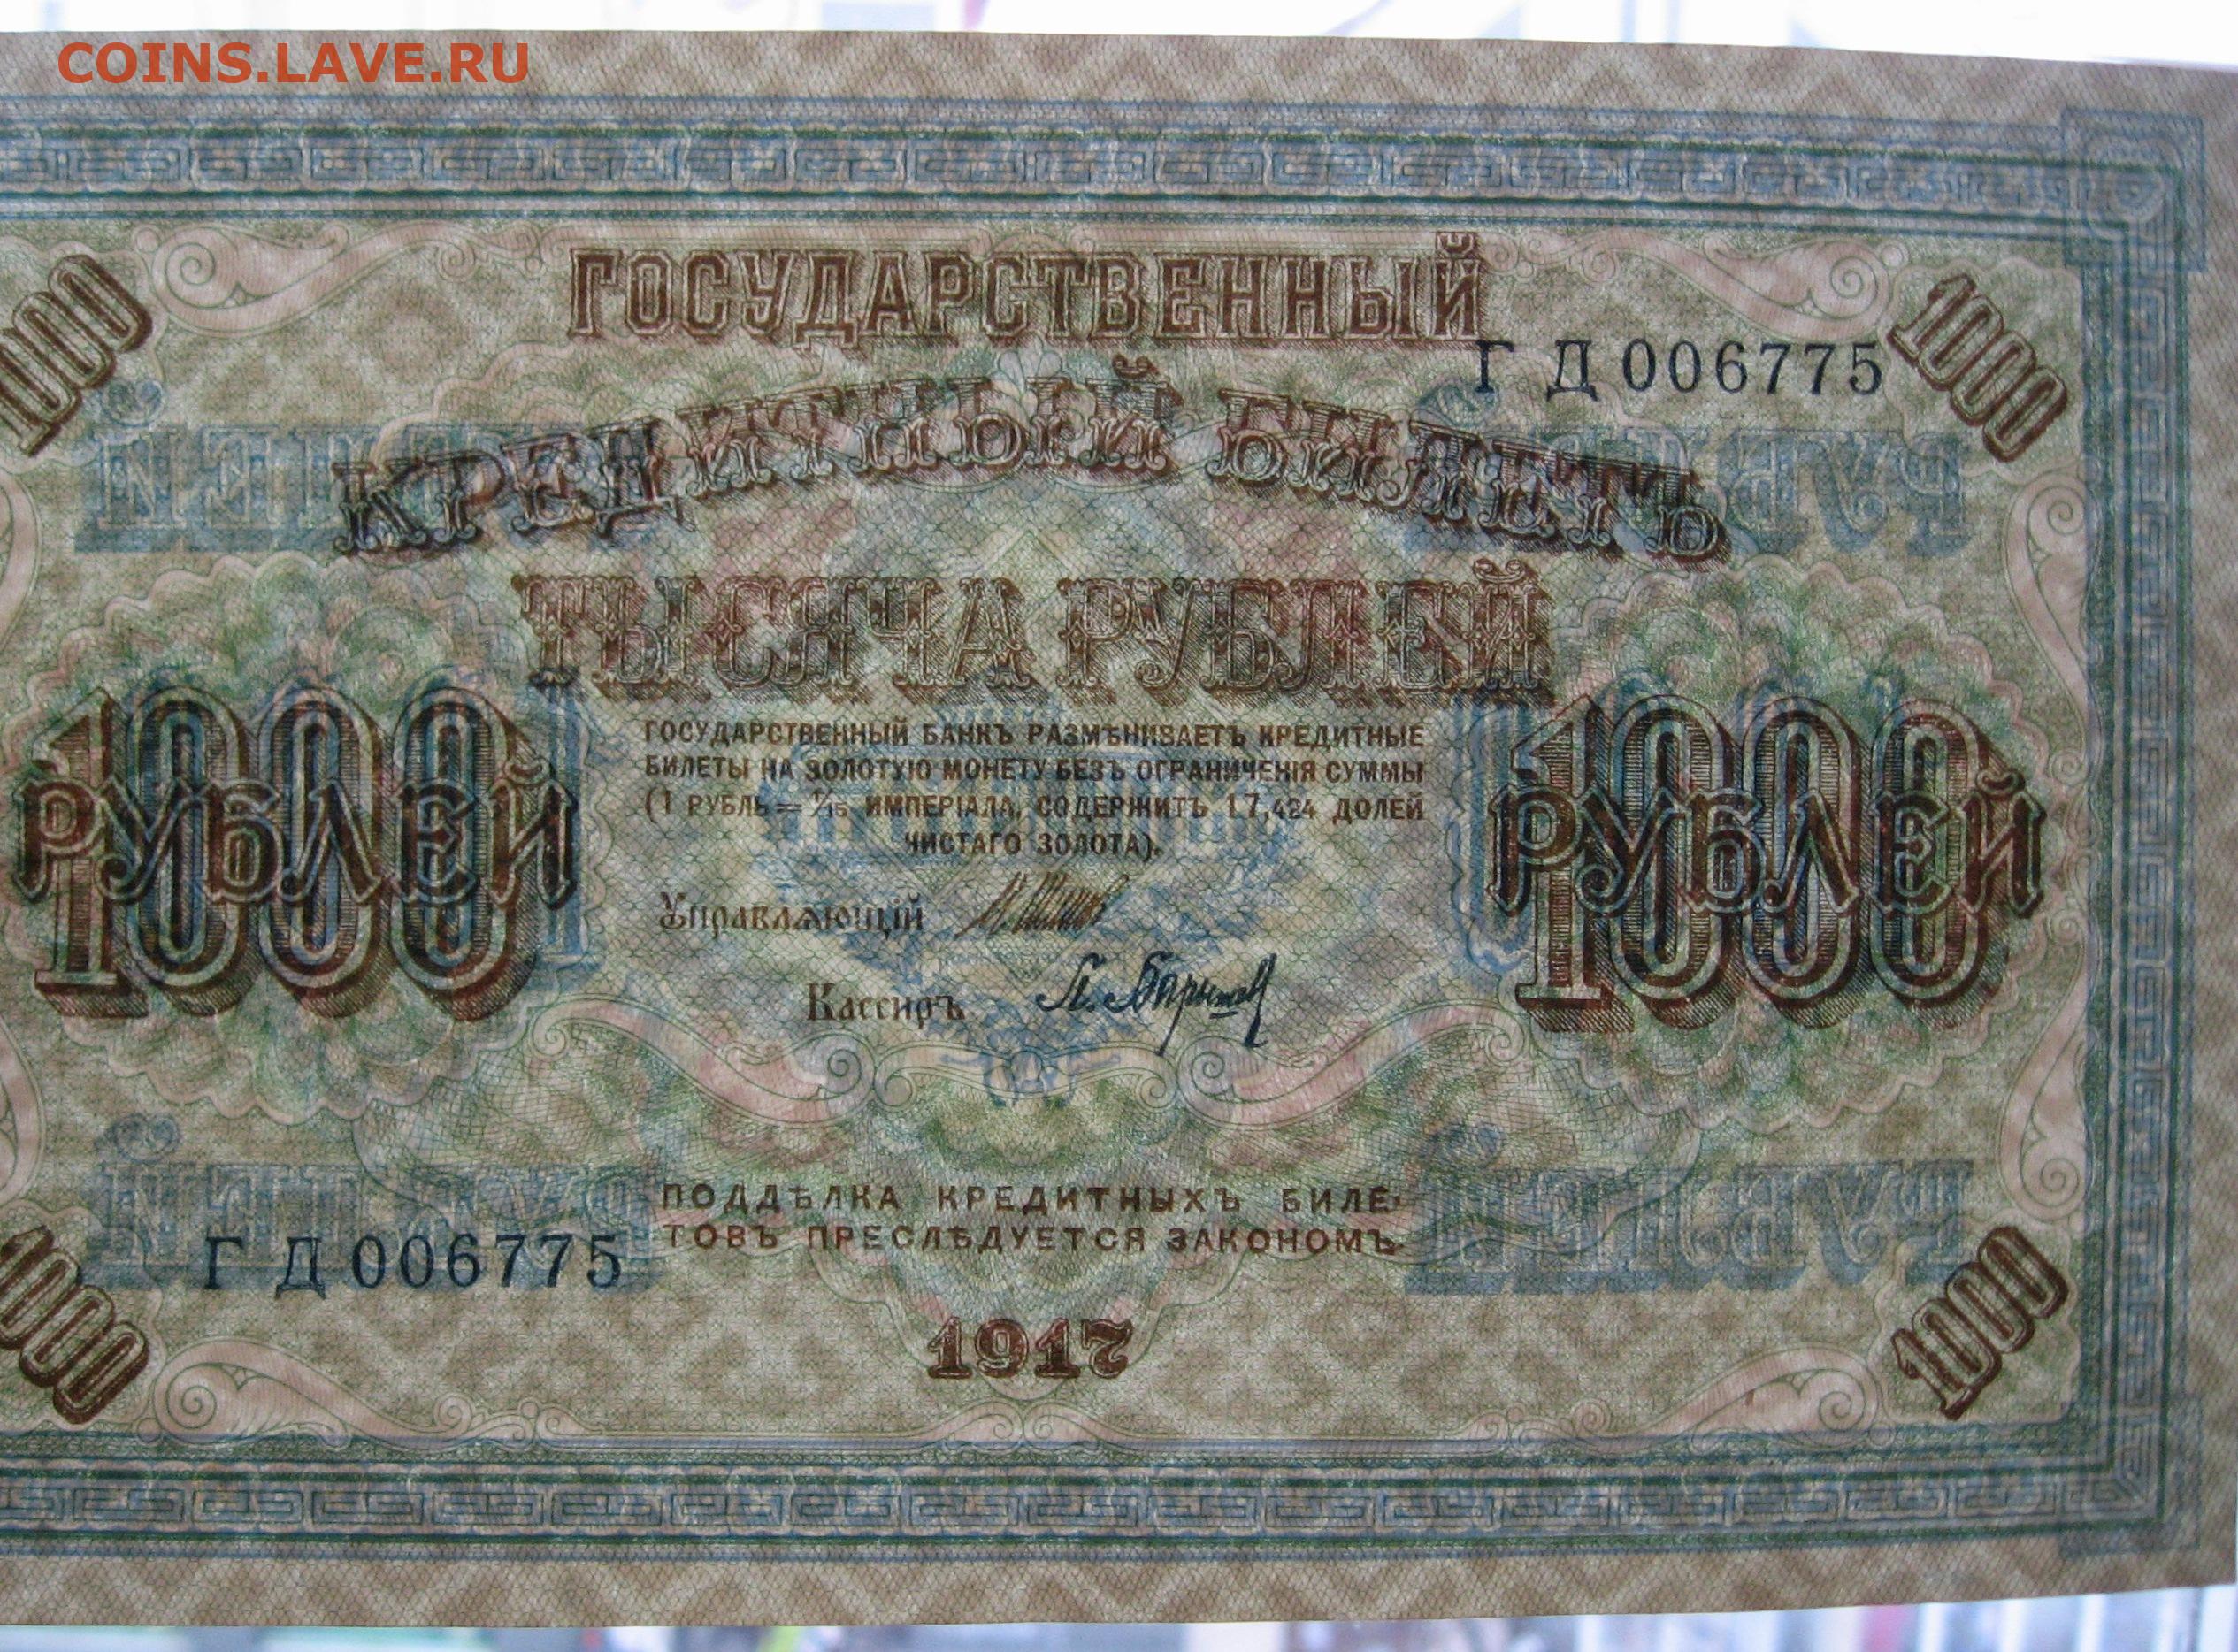 COINS.LAVE.RU
1000
ГОСУДАРСТВЕННЫЙ
1000
ГД 006775
КРЕДИТНЫЙ БИЛЕТЪ
ТЫСЯЧА РУБЛЕЙ
1000
РУБЛЕЙ
ГОСУДАРСТВЕННЫЙ БАНКЪ РАЗМѢНИВАЕТЪ КРЕДИТНЫЕ
БИЛЕТЫ НА ЗОЛОТУЮ МОНЕТУ БЕЗЪ ОГРАНИЧЕНІЯ СУММЫ
(1 РУБЛЬ = 1/15 ИМПЕРІАЛА, СОДЕРЖИТЪ 17,424 ДОЛЕЙ
ЧИСТАГО ЗОЛОТА).
1000
РУБЛЕЙ
Управляющій
Кассиръ
ПОДДѢЛКА КРЕДИТНЫХЪ БИЛЕ-
ТОВЪ ПРЕСЛѢДУЕТСЯ ЗАКОНОМЪ.
ГД 006775
1000
1917
1000